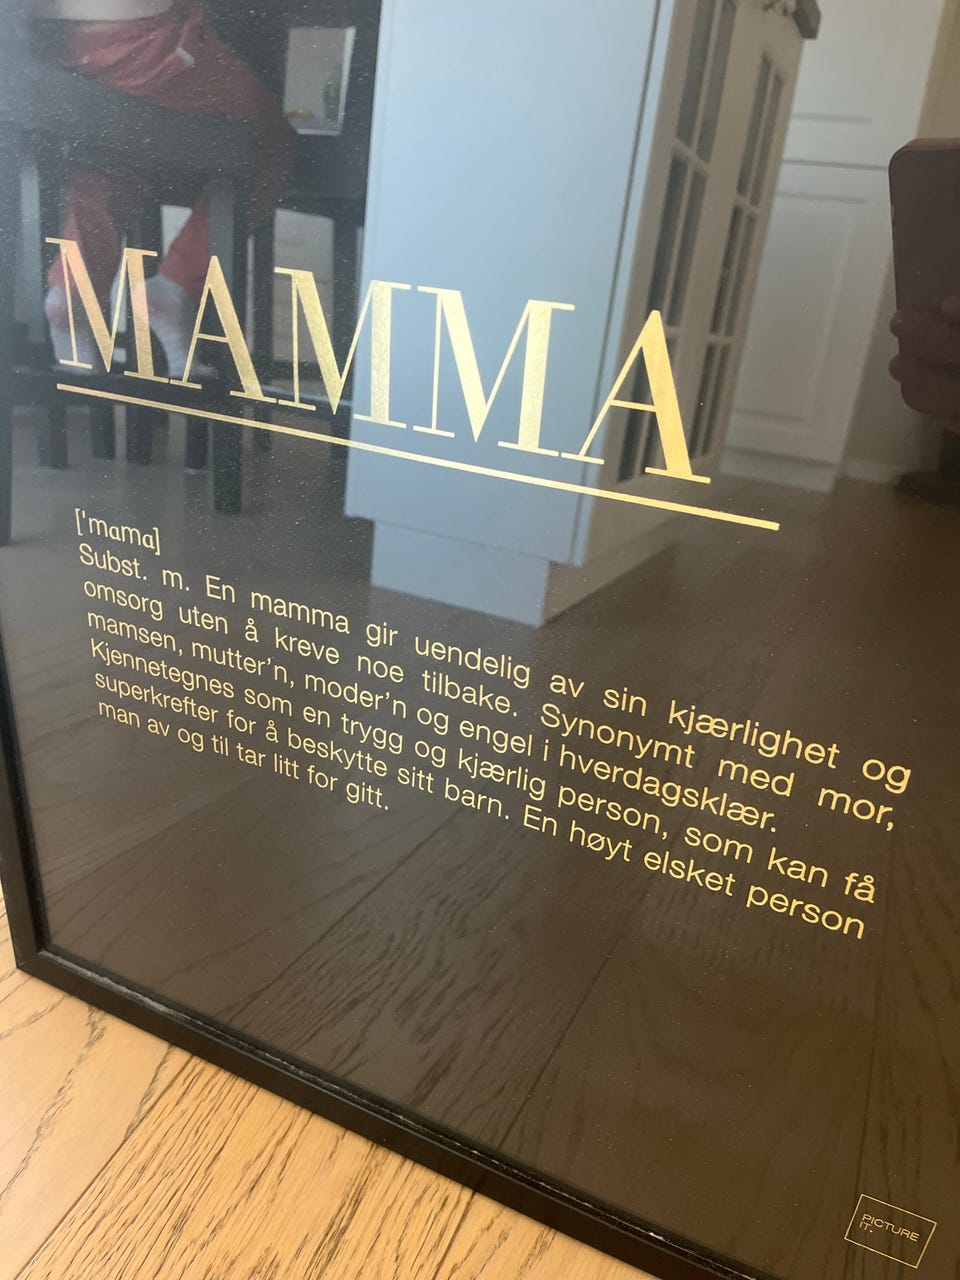 MAMMA
['mama]
Subst. m. En mamma gir uendelig av sin kjærlighet og
omsorg uten å kreve noe tilbake. Synonymt med mor,
mamsen, mutter'n, moder'n og engel i hverdagsklær.
Kjennetegnes som en trygg og kjærlig person, som kan få
superkrefter for å beskytte sitt barn. En høyt elsket person
man av og til tar litt for gitt.
PICTURE
IT.